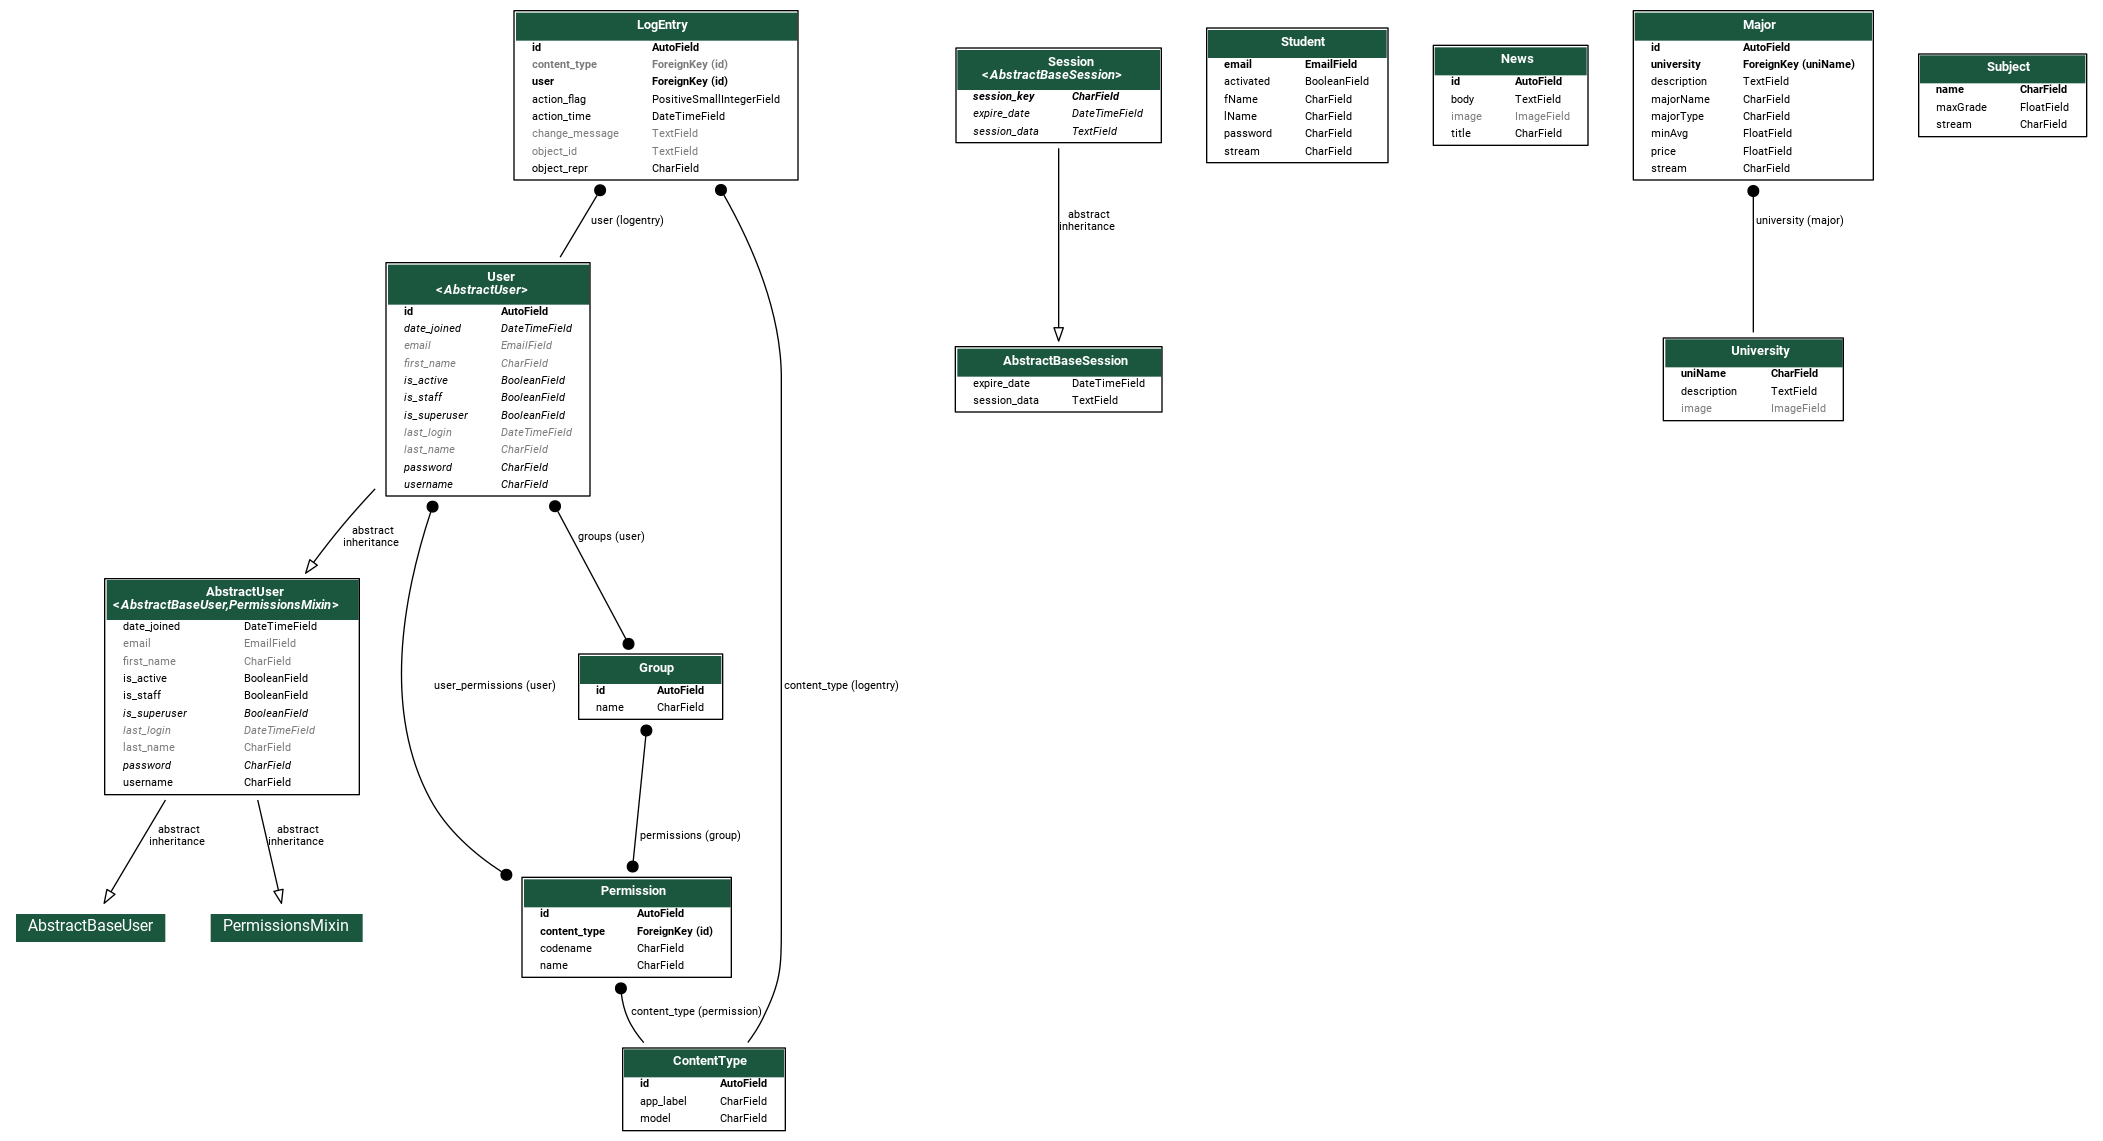 LogEntry
id AutoField
content_type ForeignKey (id)
user ForeignKey (id)
action_flag PositiveSmallIntegerField
action_time DateTimeField
change_message TextField
object_id TextField
object_repr CharField
Session
<AbstractBaseSession>
session_key CharField
expire_date DateTimeField
session_data TextField
Student
email EmailField
activated BooleanField
fName CharField
lName CharField
password CharField
stream CharField
News
id AutoField
body TextField
image ImageField
title CharField
Major
id AutoField
university ForeignKey (uniName)
description TextField
majorName CharField
majorType CharField
minAvg FloatField
price FloatField
stream CharField
Subject
name CharField
maxGrade FloatField
stream CharField
user (logentry)
abstract
inheritance
university (major)
User
<AbstractUser>
id AutoField
date_joined DateTimeField
email EmailField
first_name CharField
is_active BooleanField
is_staff BooleanField
is_superuser BooleanField
last_login DateTimeField
last_name CharField
password CharField
username CharField
AbstractBaseSession
expire_date DateTimeField
session_data TextField
University
uniName CharField
description TextField
image ImageField
abstract
inheritance
groups (user)
AbstractUser
<AbstractBaseUser,PermissionsMixin>
date_joined DateTimeField
email EmailField
first_name CharField
is_active BooleanField
is_staff BooleanField
is_superuser BooleanField
last_login DateTimeField
last_name CharField
password CharField
username CharField
user_permissions (user)
Group
id AutoField
name CharField
content_type (logentry)
abstract
inheritance
abstract
inheritance
permissions (group)
AbstractBaseUser
PermissionsMixin
Permission
id AutoField
content_type ForeignKey (id)
codename CharField
name CharField
content_type (permission)
ContentType
id AutoField
app_label CharField
model CharField